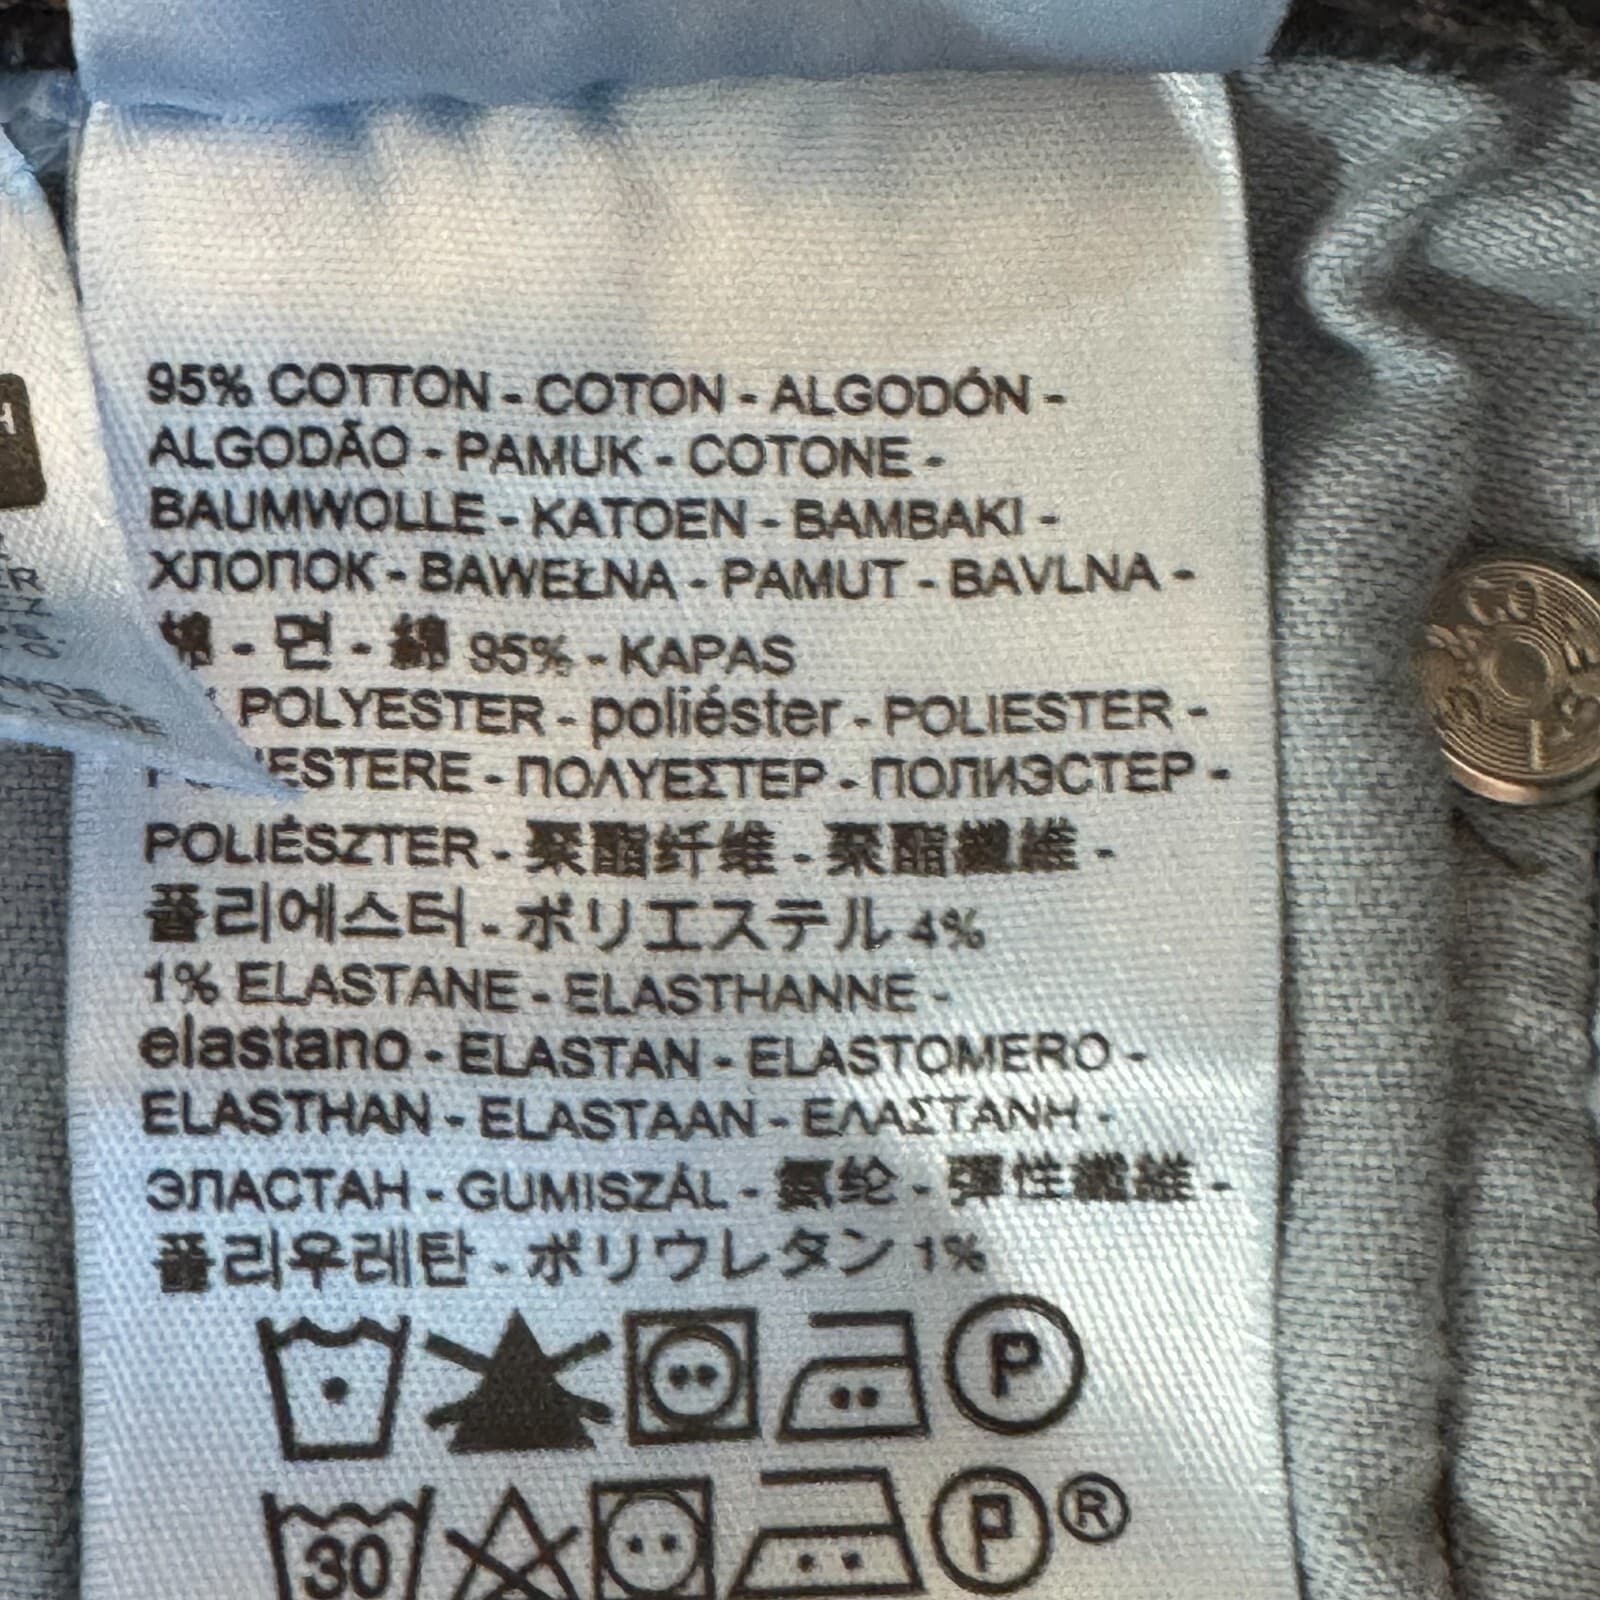 95% COTTON - COTON - ALGODÓN -
ALGODÃO - PAMUK - COTONE -
BAUMWOLLE - KATOEN - BAMBAKI -
ХЛОПОК - BAWEŁNA - PAMUT - BAVLNA -
棉 - 면 - 綿 95% - KAPAS
POLYESTER - poliéster - POLIESTER -
ESTERE - ΠΟΛΥΕΣΤΕΡ - ПОЛИЭСТЕР -
POLIÉSZTER - 聚酯纤维 - 聚酯纖維 -
폴리에스터 - ポリエステル 4%
1% ELASTANE - ELASTHANNE -
elastano - ELASTAN - ELASTOMERO -
ELASTHAN - ELASTAAN - ΕΛΑΣΤΑΝΗ -
ЭЛАСТАН - GUMISZÁL - 氨纶 - 彈性纖維 -
폴리우레탄 - ポリウレタン 1%
P
30 P ®